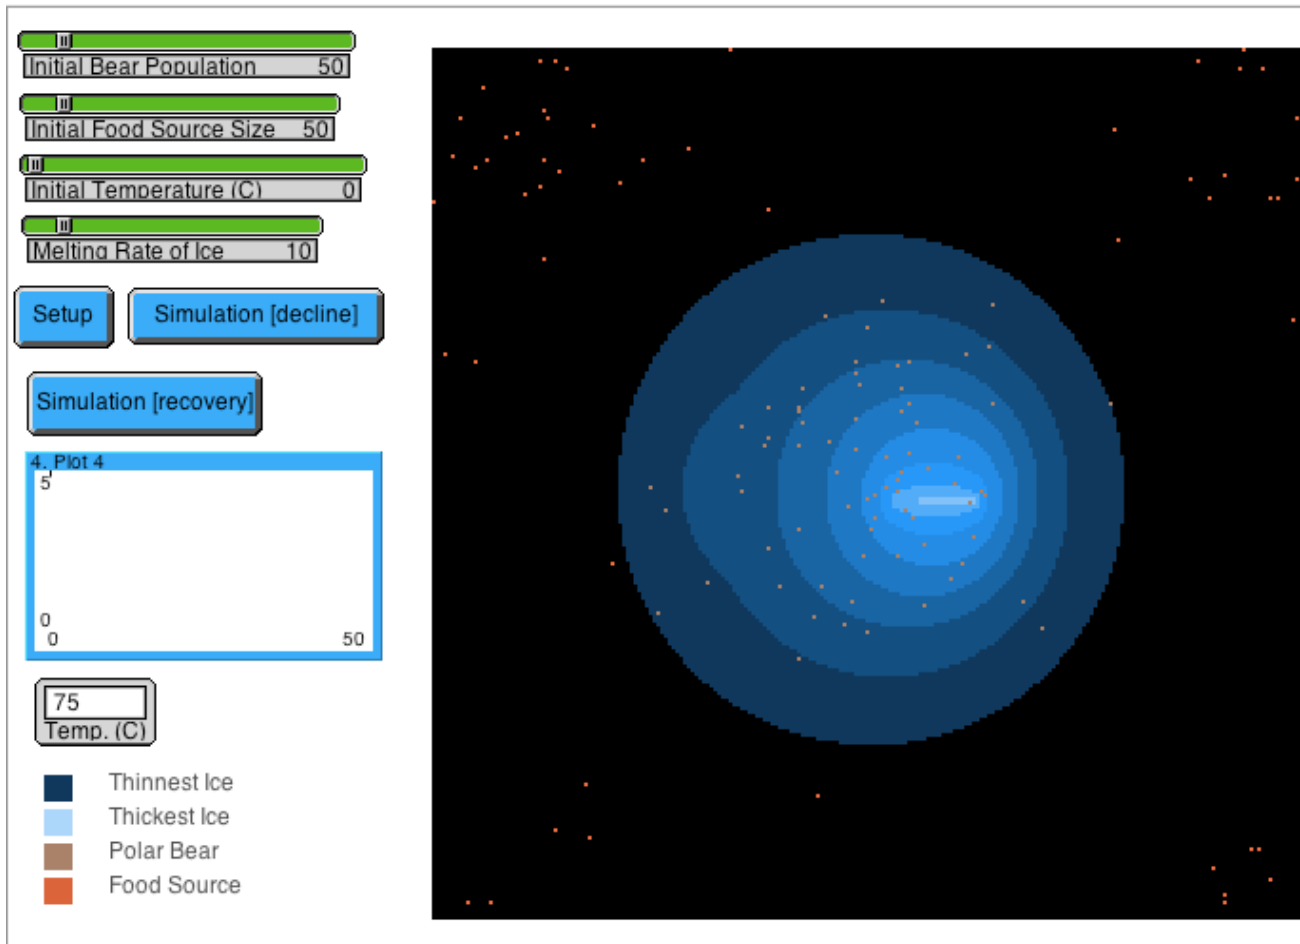 Initial Bear Population 50
Initial Food Source Size 50
Initial Temperature (C) 0
Melting Rate of Ice 10
Setup
Simulation [decline]
Simulation [recovery]
4. Plot 4
5
0
0 50
75
Temp. (C)
Thinnest Ice
Thickest Ice
Polar Bear
Food Source